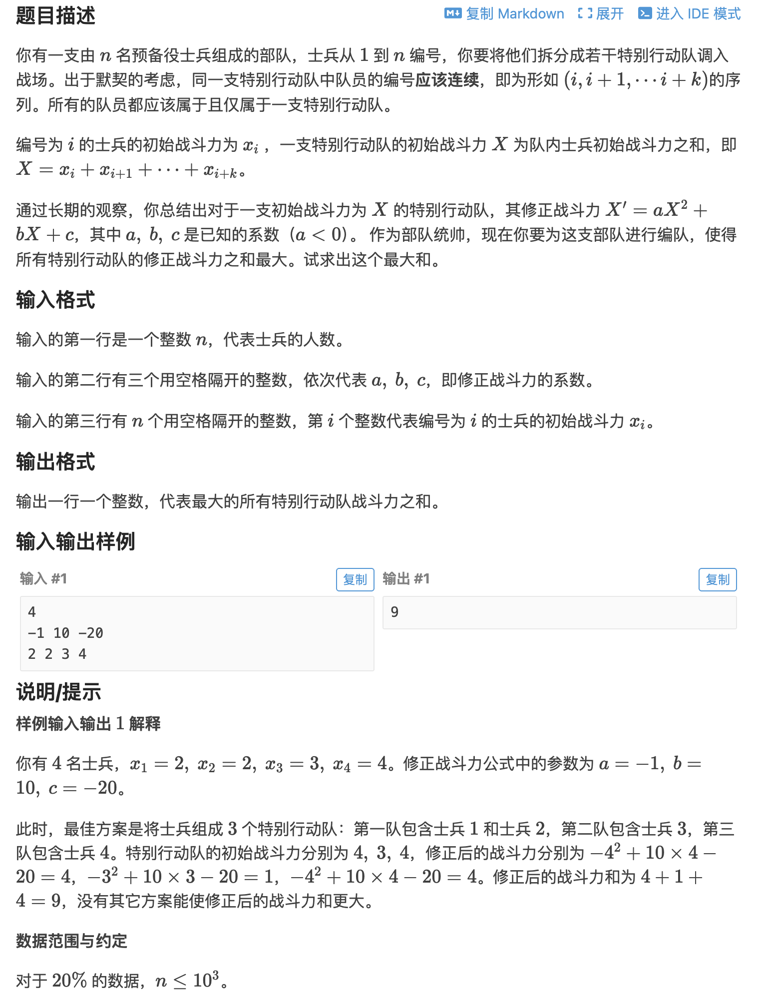 题目描述
复制 Markdown 展开 进入 IDE 模式
你有一支由 n 名预备役士兵组成的部队，士兵从 1 到 n 编号，你要将他们拆分成若干特别行动队调入
战场。出于默契的考虑，同一支特别行动队中队员的编号应该连续，即为形如 (i, i + 1, ⋯ i + k)的序
列。所有的队员都应该属于且仅属于一支特别行动队。
编号为 i 的士兵的初始战斗力为 xᵢ ，一支特别行动队的初始战斗力 X 为队内士兵初始战斗力之和，即
X = xᵢ + xᵢ₊₁ + ⋯ + xᵢ₊ₖ。
通过长期的观察，你总结出对于一支初始战斗力为 X 的特别行动队，其修正战斗力 X′ = aX² +
bX + c，其中 a, b, c 是已知的系数（a < 0）。 作为部队统帅，现在你要为这支部队进行编队，使得
所有特别行动队的修正战斗力之和最大。试求出这个最大和。
输入格式
输入的第一行是一个整数 n，代表士兵的人数。
输入的第二行有三个用空格隔开的整数，依次代表 a, b, c，即修正战斗力的系数。
输入的第三行有 n 个用空格隔开的整数，第 i 个整数代表编号为 i 的士兵的初始战斗力 xᵢ。
输出格式
输出一行一个整数，代表最大的所有特别行动队战斗力之和。
输入输出样例
输入 #1 复制 输出 #1 复制
4
-1 10 -20
2 2 3 4
9
说明/提示
样例输入输出 1 解释
你有 4 名士兵，x₁ = 2, x₂ = 2, x₃ = 3, x₄ = 4。修正战斗力公式中的参数为 a = −1, b =
10, c = −20。
此时，最佳方案是将士兵组成 3 个特别行动队：第一队包含士兵 1 和士兵 2，第二队包含士兵 3，第三
队包含士兵 4。特别行动队的初始战斗力分别为 4, 3, 4，修正后的战斗力分别为 −4² + 10 × 4 −
20 = 4，−3² + 10 × 3 − 20 = 1，−4² + 10 × 4 − 20 = 4。修正后的战斗力和为 4 + 1 +
4 = 9，没有其它方案能使修正后的战斗力和更大。
数据范围与约定
对于 20% 的数据，n ≤ 10³。